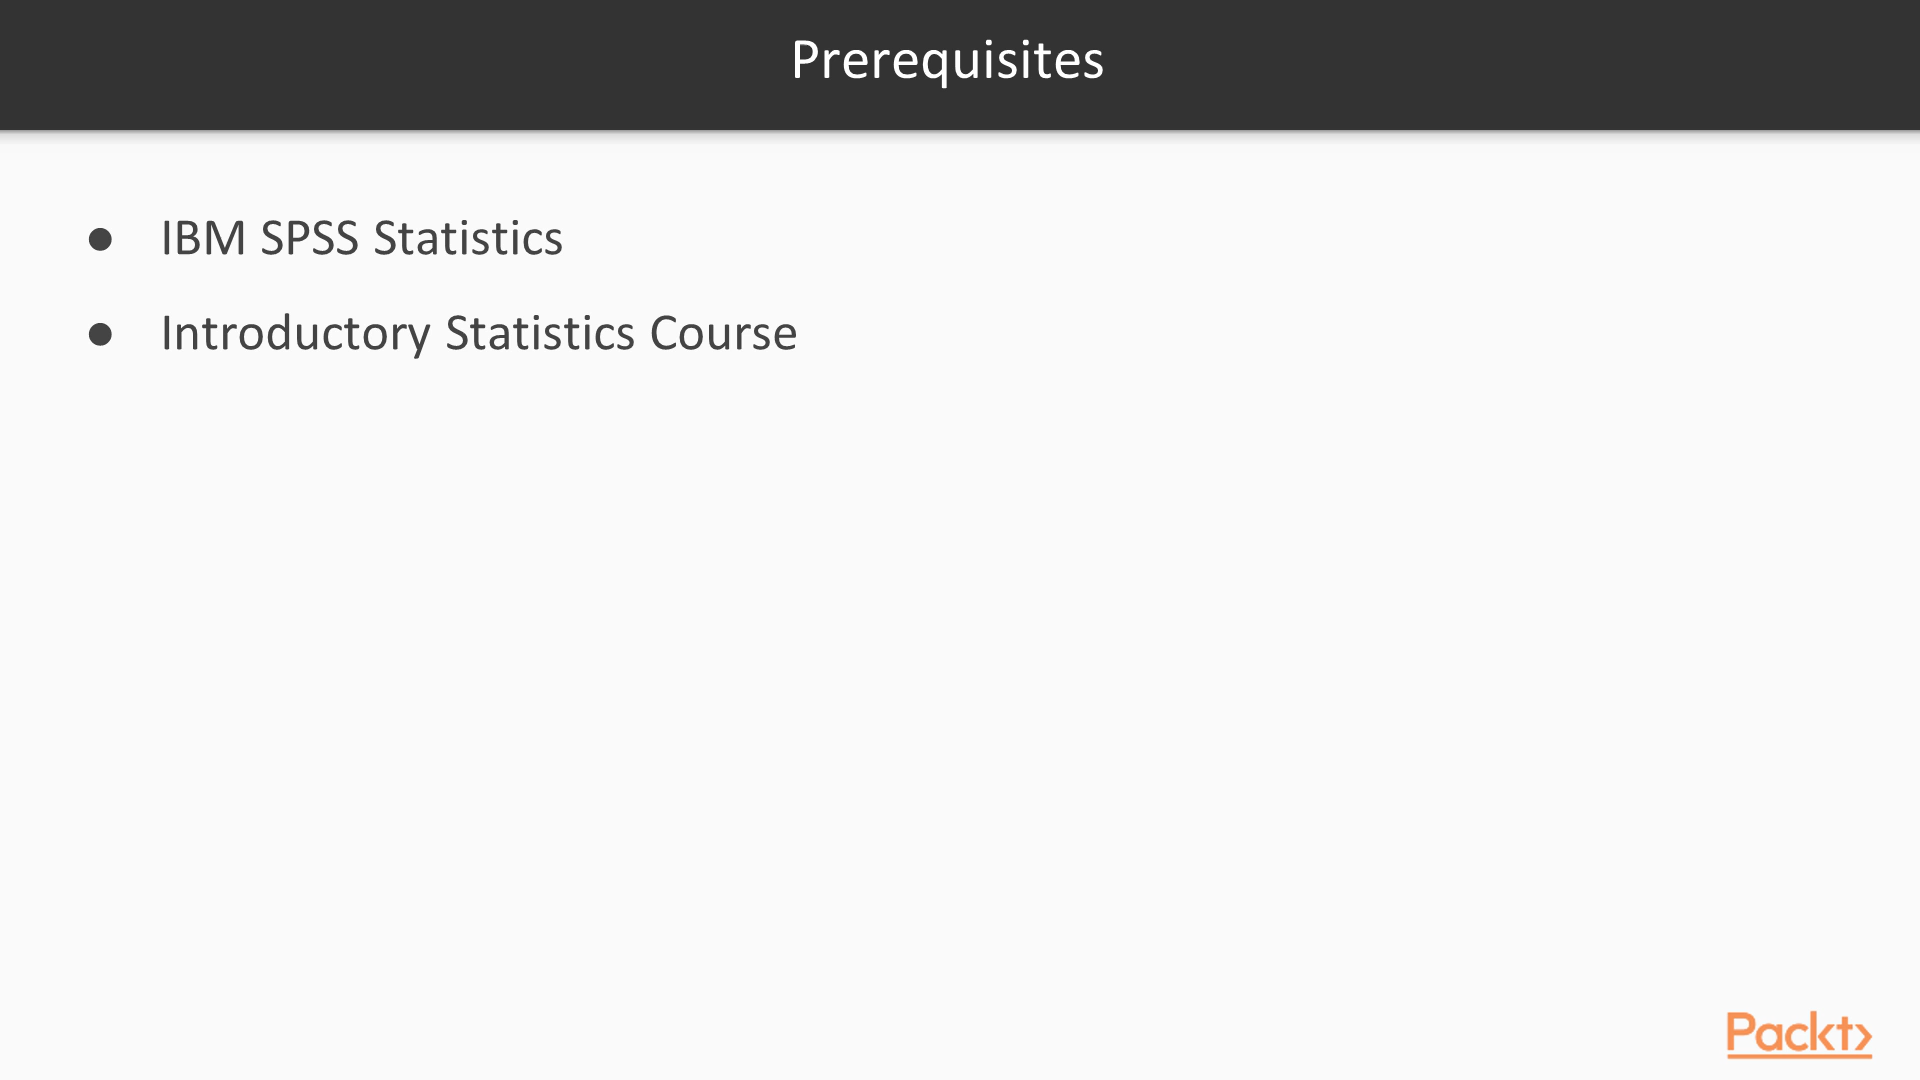 Prerequisites
● IBM SPSS Statistics
● Introductory Statistics Course
Packt>